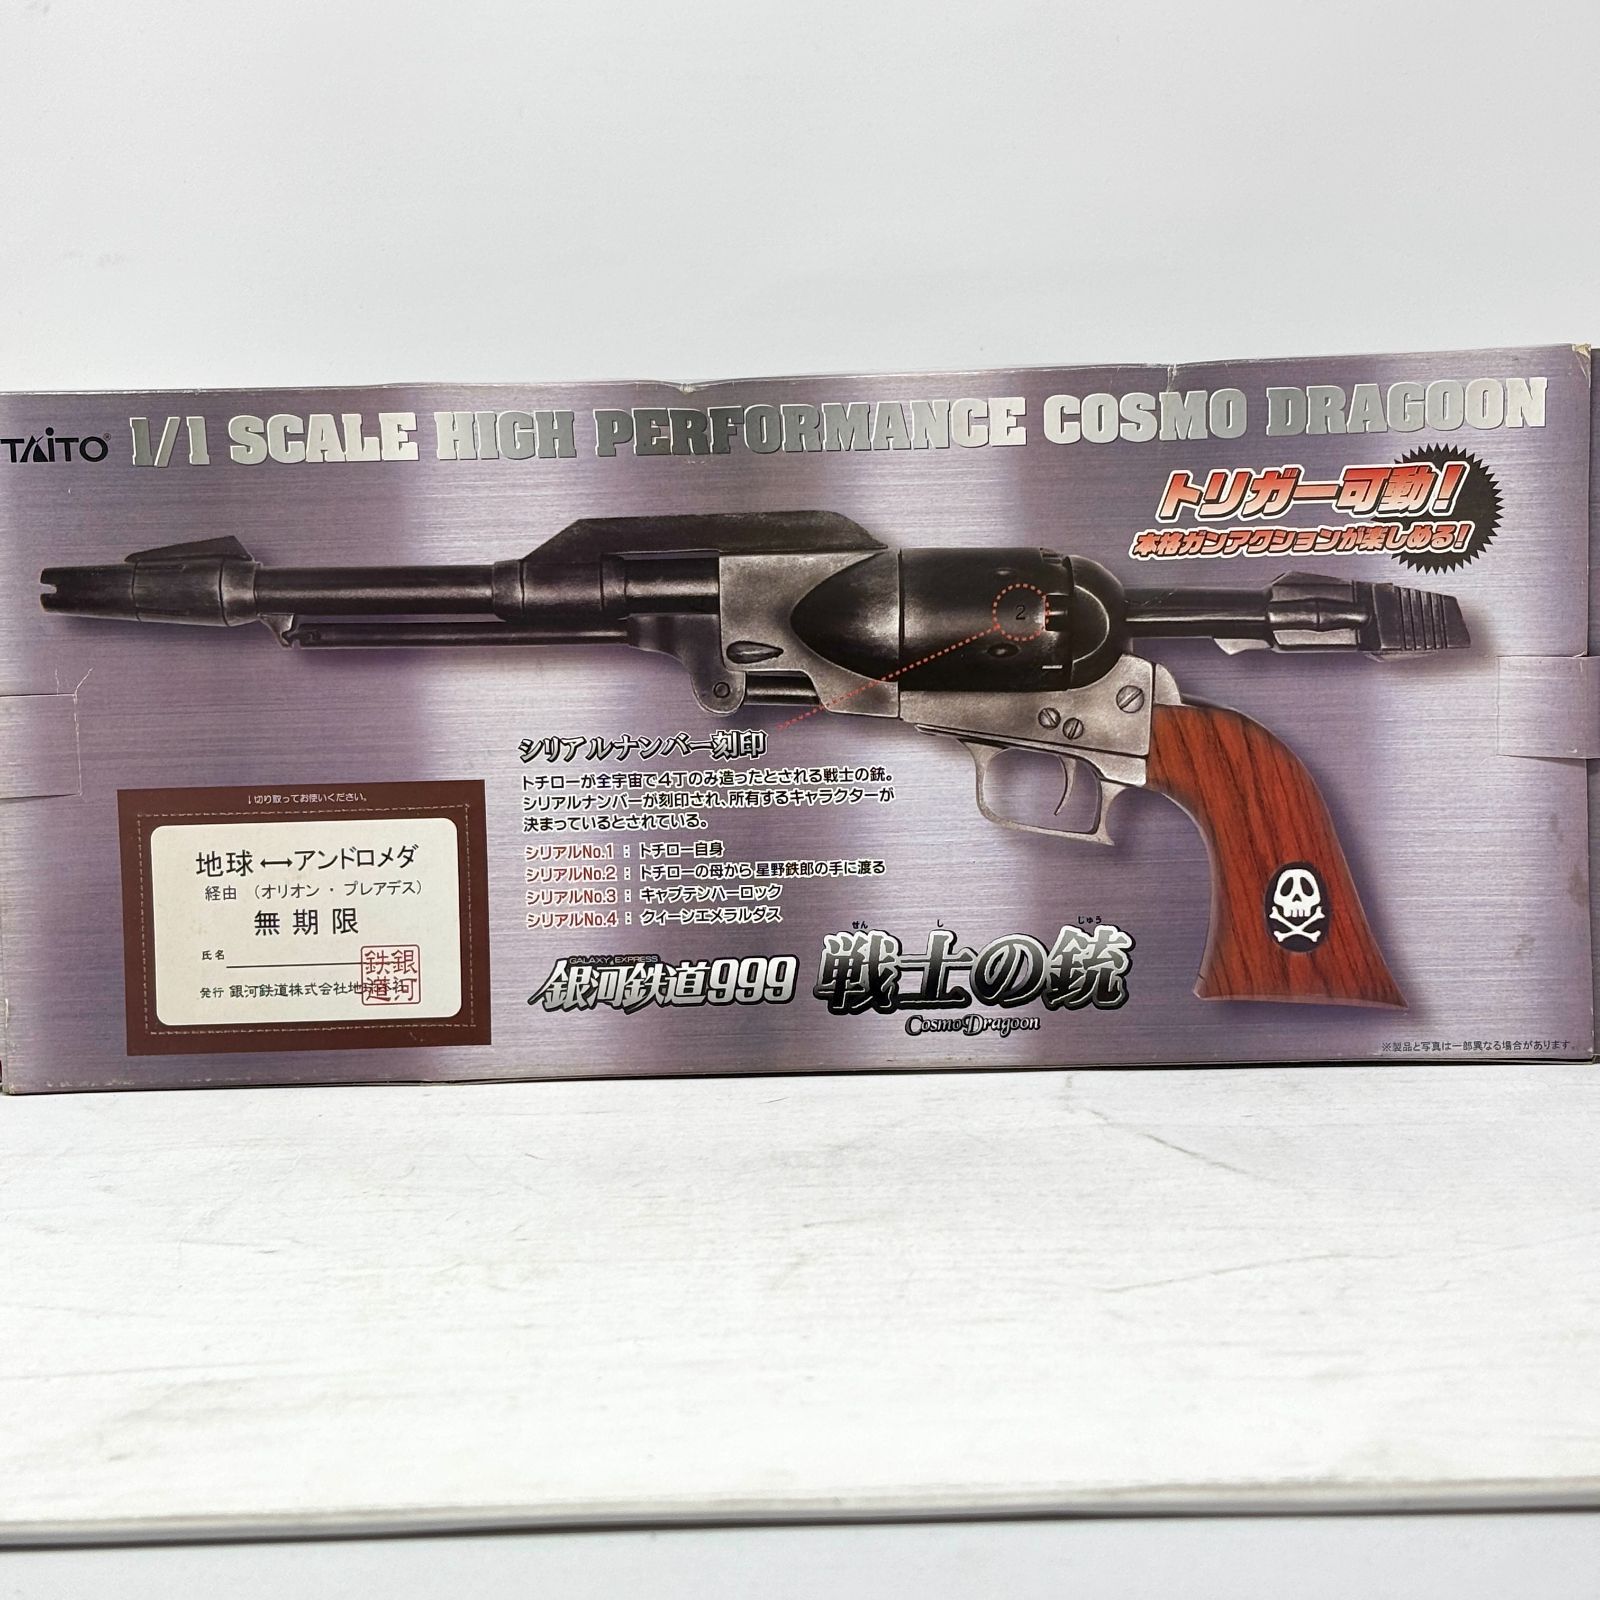 TAITO® 1/1 SCALE HIGH PERFORMANCE COSMO DRAGOON
トリガー可動!
本格ガンアクションが楽しめる!
2
シリアルナンバー刻印
トチローが全宇宙で4丁のみ造ったとされる戦士の銃。
シリアルナンバーが刻印され、所有するキャラクターが
決まっているとされている。
シリアルNo.1 : トチロー自身
シリアルNo.2 : トチローの母から 星野鉄郎の手に渡る
シリアルNo.3 : キャプテンハーロック
シリアルNo.4 : クィーンエメラルダス
↓切り取ってお使いください。
地球⟷アンドロメダ
経由 (オリオン・プレアデス)
無期限
氏名
発行 銀河鉄道株式会社地球本社
銀河鉄道
GALAXY EXPRESS
銀河鉄道999
せん し じゅう
戦士の銃
Cosmo Dragoon
※製品と写真は一部異なる場合があります。